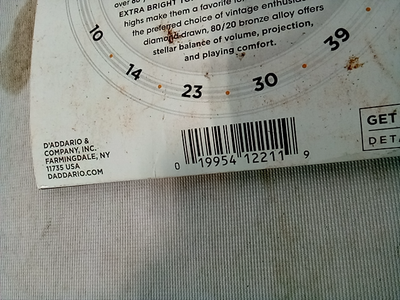 EXTRA BRIGHT
highs make them a favorite
the preferred choice of vintage
diamond-drawn, 80/20 bronze alloy offers
stellar balance of volume, projection,
and playing comfort.
10
14
23
30
39
D'ADDARIO &
COMPANY, INC.
FARMINGDALE, NY
11735 USA
DADDARIO.COM
0 19954 12211 9
GET